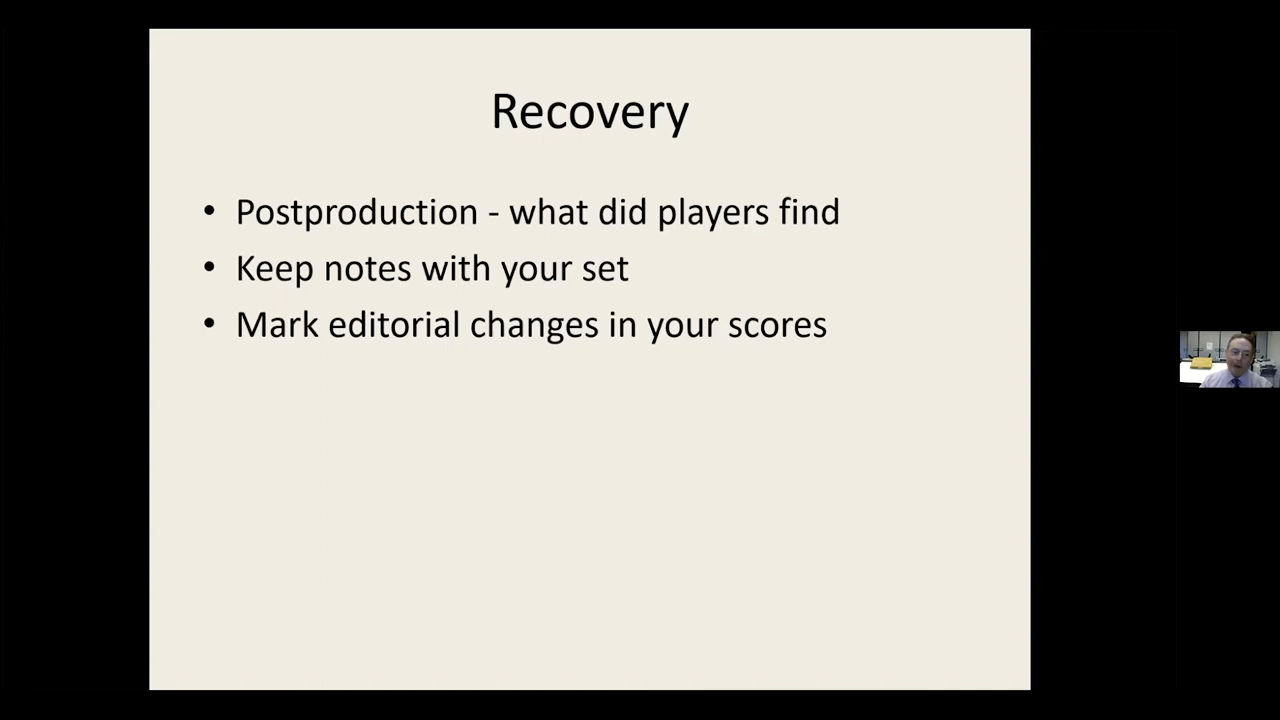 Recovery
• Postproduction - what did players find
• Keep notes with your set
• Mark editorial changes in your scores